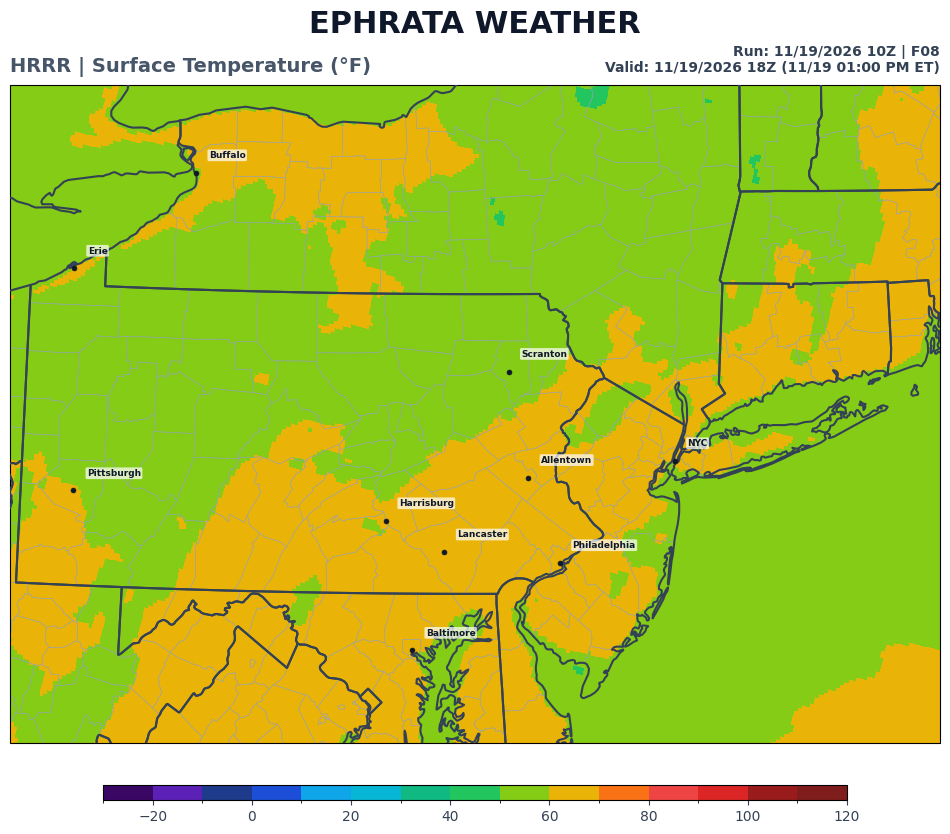 EPHRATA WEATHER
HRRR | Surface Temperature (°F)
Run: 11/19/2026 10Z | F08
Valid: 11/19/2026 18Z (11/19 01:00 PM ET)
Buffalo
Erie
Scranton
NYC
Allentown
Pittsburgh
Harrisburg
Lancaster
Philadelphia
Baltimore
−20 0 20 40 60 80 100 120